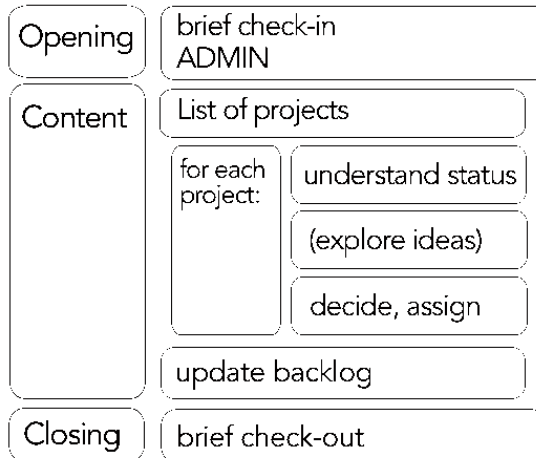 Opening
brief check-in
ADMIN
Content
List of projects
for each
project:
understand status
(explore ideas)
decide, assign
update backlog
Closing
brief check-out